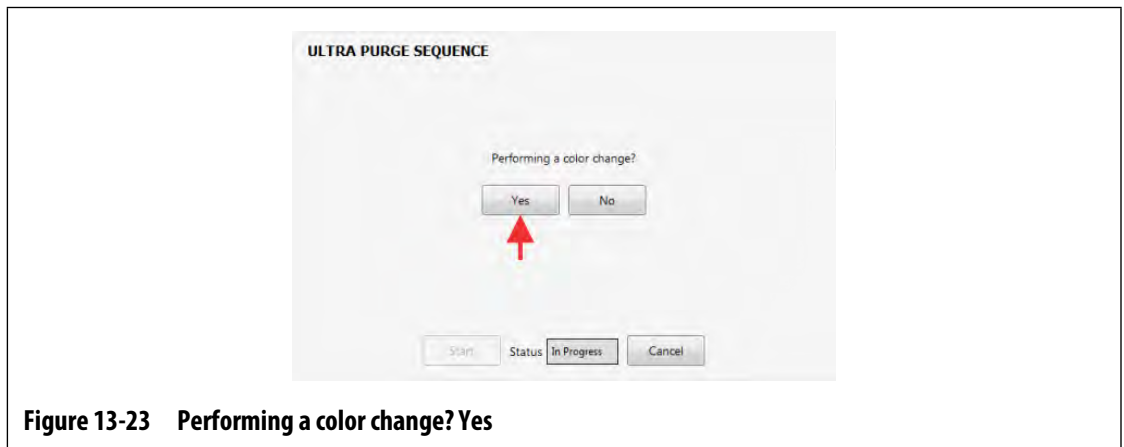 ULTRA PURGE SEQUENCE
Performing a color change?
Yes No
Start Status In Progress Cancel
Figure 13-23 Performing a color change? Yes